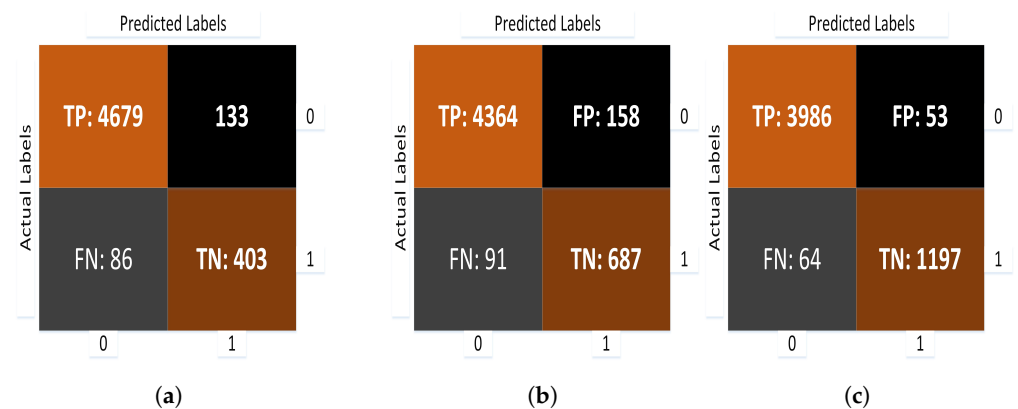 Predicted Labels
Actual Labels
TP: 4679
133
0
FN: 86
TN: 403
1
0
1
(a)
Predicted Labels
Actual Labels
TP: 4364
FP: 158
0
FN: 91
TN: 687
1
0
1
(b)
Predicted Labels
Actual Labels
TP: 3986
FP: 53
0
FN: 64
TN: 1197
1
0
1
(c)